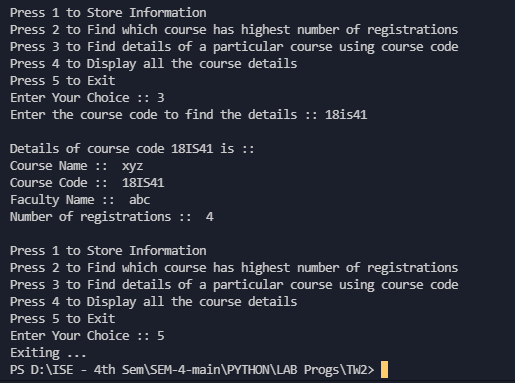 Press 1 to Store Information
Press 2 to Find which course has highest number of registrations
Press 3 to Find details of a particular course using course code
Press 4 to Display all the course details
Press 5 to Exit
Enter Your Choice :: 3
Enter the course code to find the details :: 18is41
Details of course code 18IS41 is ::
Course Name ::  xyz
Course Code ::  18IS41
Faculty Name ::  abc
Number of registrations ::  4
Press 1 to Store Information
Press 2 to Find which course has highest number of registrations
Press 3 to Find details of a particular course using course code
Press 4 to Display all the course details
Press 5 to Exit
Enter Your Choice :: 5
Exiting ...
PS D:\ISE - 4th Sem\SEM-4-main\PYTHON\LAB Progs\TW2>